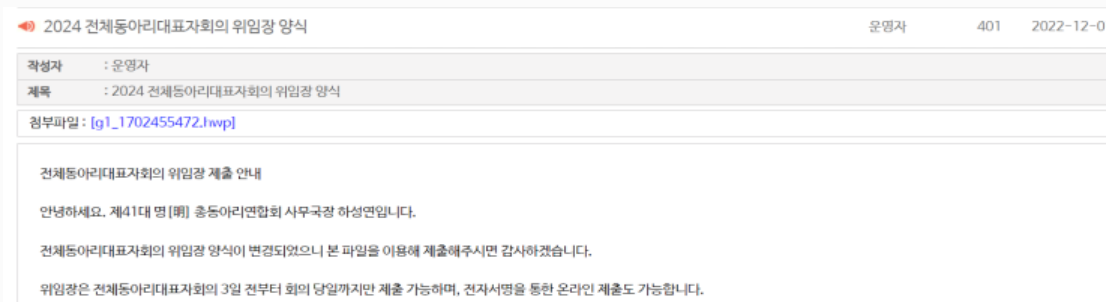 2024 전체동아리대표자회의 위임장 양식 운영자 401 2022-12-0
작성자 : 운영자
제목 : 2024 전체동아리대표자회의 위임장 양식
첨부파일 : [g1_1702455472.hwp]
전체동아리대표자회의 위임장 제출 안내
안녕하세요. 제41대 명[明] 총동아리연합회 사무국장 하성연입니다.
전체동아리대표자회의 위임장 양식이 변경되었으니 본 파일을 이용해 제출해주시면 감사하겠습니다.
위임장은 전체동아리대표자회의 3일 전부터 회의 당일까지만 제출 가능하며, 전자서명을 통한 온라인 제출도 가능합니다.